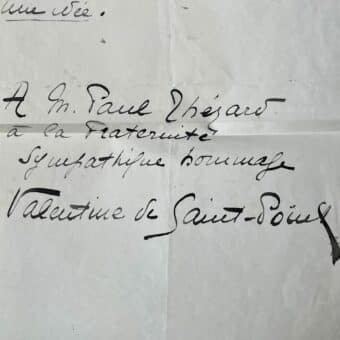 une idée.
A M. Paul Thézard
à la Fraternité
sympathique hommage
Valentine de Saint-Point